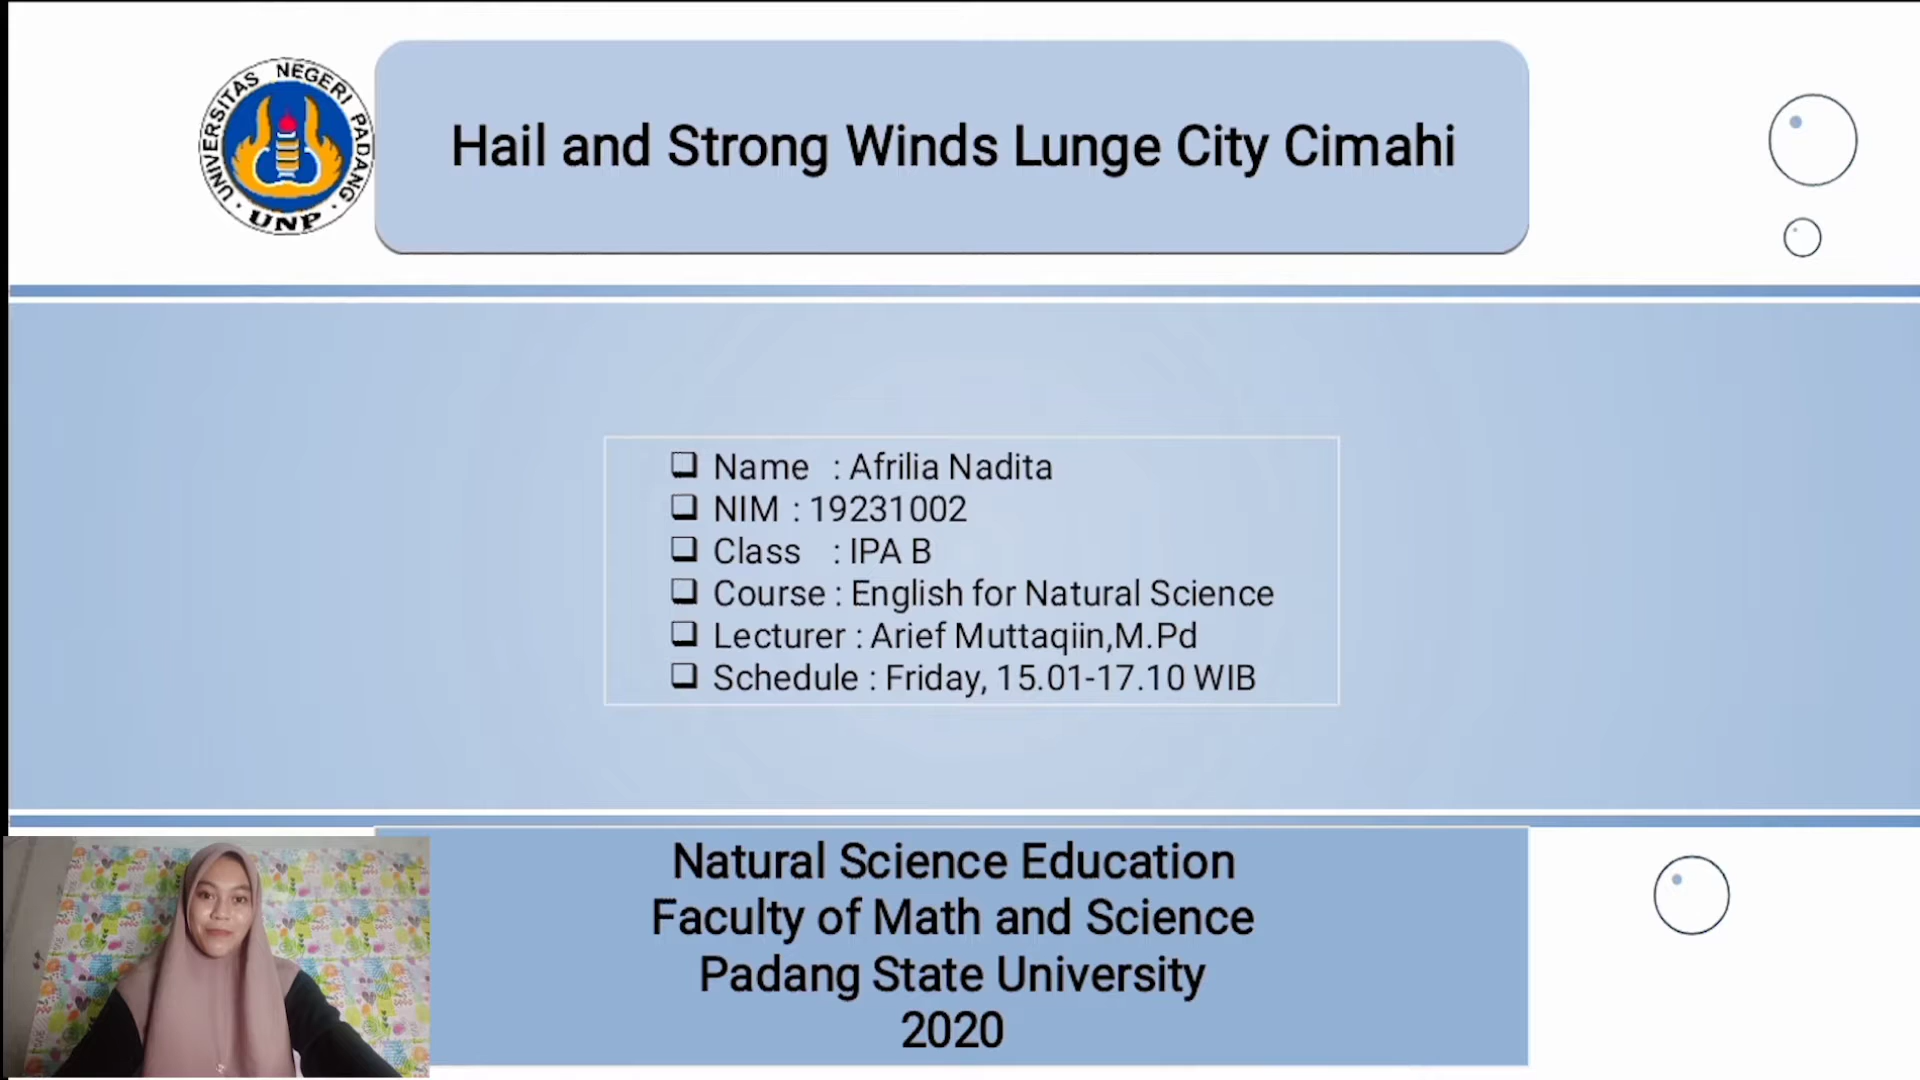 UNIVERSITAS NEGERI PADANG
UNP
Hail and Strong Winds Lunge City Cimahi
Name : Afrilia Nadita
NIM : 19231002
Class : IPA B
Course : English for Natural Science
Lecturer : Arief Muttaqiin,M.Pd
Schedule : Friday, 15.01-17.10 WIB
Natural Science Education
Faculty of Math and Science
Padang State University
2020